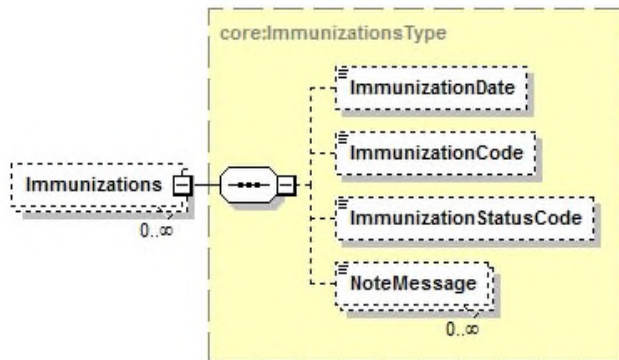 core:ImmunizationsType
ImmunizationDate
ImmunizationCode
Immunizations
0..∞
ImmunizationStatusCode
NoteMessage
0..∞